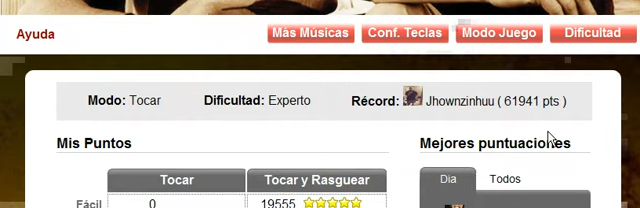 Ayuda Más Músicas Conf. Teclas Modo Juego Dificultad
Modo: Tocar Dificultad: Experto Récord: Jhownzinhuu ( 61941 pts )
Mis Puntos Mejores puntuaciones
Tocar Tocar y Rasguear Dia Todos
Fácil 0 19555